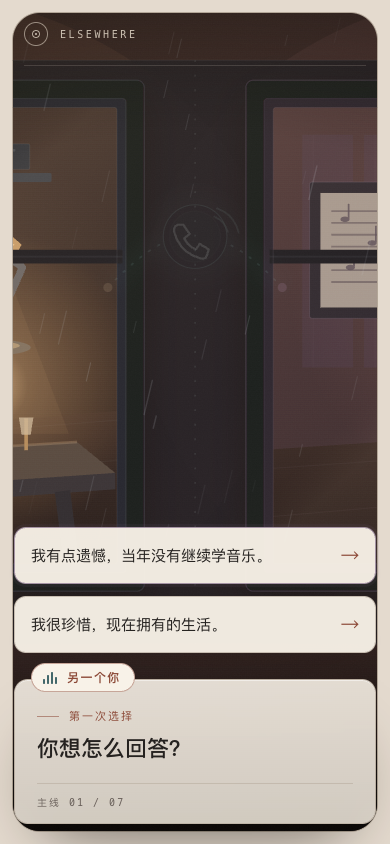 ELSEWHERE
我有点遗憾，当年没有继续学音乐。 →
我很珍惜，现在拥有的生活。 →
另一个你
第一次选择
你想怎么回答?
主线 01 / 07